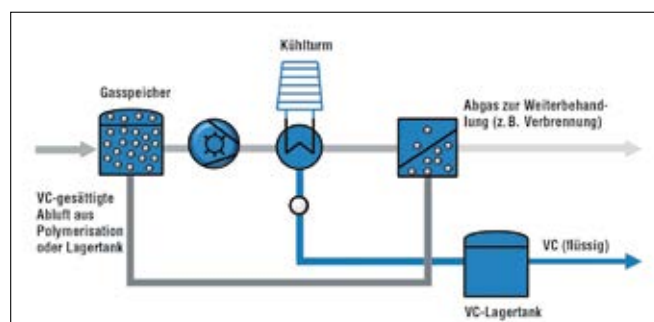 Kühlturm
Gasspeicher
Abgas zur Weiterbehand-
lung (z. B. Verbrennung)
VC-gesättigte
Abluft aus
Polymerisation
oder Lagertank
VC (flüssig)
VC-Lagertank